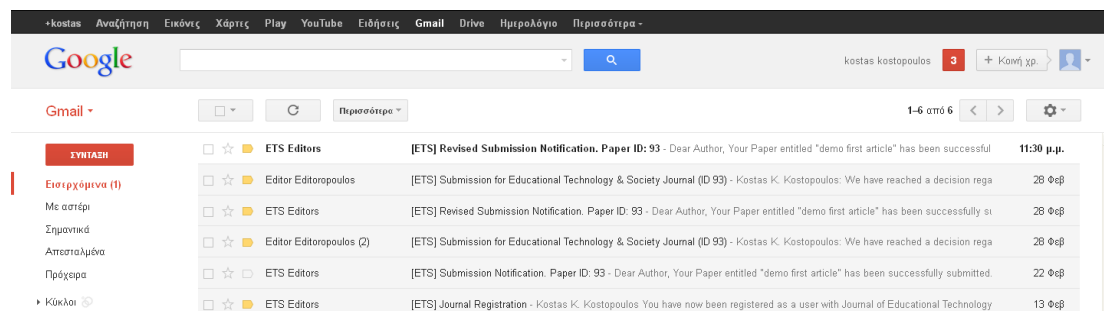 +kostas Αναζήτηση Εικόνες Χάρτες Play YouTube Ειδήσεις Gmail Drive Ημερολόγιο Περισσότερα
Google kostas kostopoulos 3 + Κοινή χρ.
Gmail Περισσότερα 1–6 από 6
ΣΥΝΤΑΞΗ ETS Editors [ETS] Revised Submission Notification. Paper ID: 93 - Dear Author, Your Paper entitled "demo first article" has been successful 11:30 μ.μ.
Εισερχόμενα (1) Editor Editoropoulos [ETS] Submission for Educational Technology & Society Journal (ID 93) - Kostas K. Kostopoulos: We have reached a decision rega 28 Φεβ
Με αστέρι ETS Editors [ETS] Revised Submission Notification. Paper ID: 93 - Dear Author, Your Paper entitled "demo first article" has been successfully su 28 Φεβ
Σημαντικά
Απεσταλμένα Editor Editoropoulos (2) [ETS] Submission for Educational Technology & Society Journal (ID 93) - Kostas K. Kostopoulos: We have reached a decision rega 28 Φεβ
Πρόχειρα ETS Editors [ETS] Submission Notification. Paper ID: 93 - Dear Author, Your Paper entitled "demo first article" has been successfully submitted. 22 Φεβ
Κύκλοι ETS Editors [ETS] Journal Registration - Kostas K. Kostopoulos You have now been registered as a user with Journal of Educational Technology 13 Φεβ